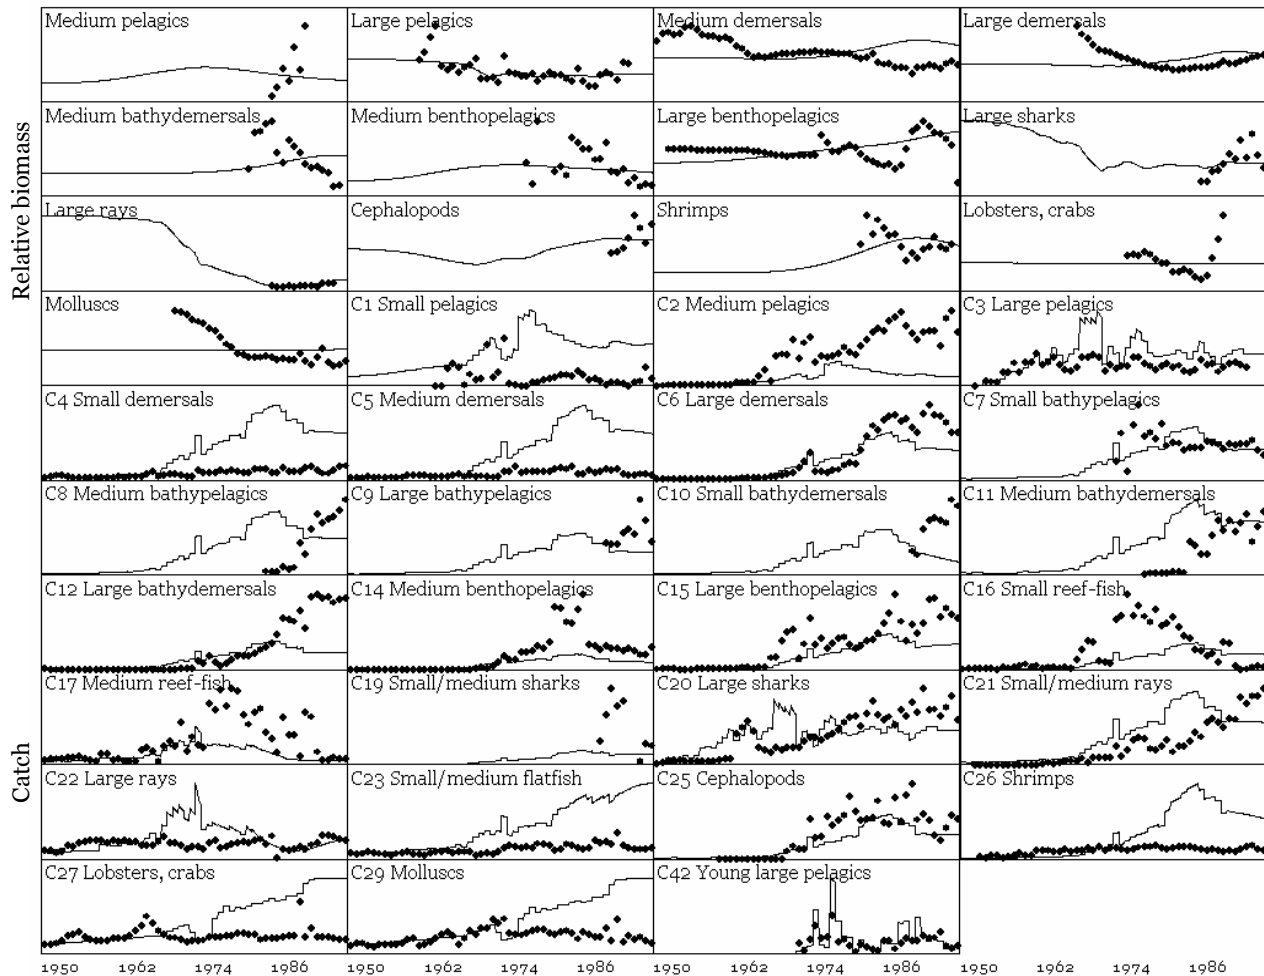 Relative biomass
Catch
Medium pelagics
Large pelagics
Medium demersals
Large demersals
Medium bathydemersals
Medium benthopelagics
Large benthopelagics
Large sharks
Large rays
Cephalopods
Shrimps
Lobsters, crabs
Molluscs
C1 Small pelagics
C2 Medium pelagics
C3 Large pelagics
C4 Small demersals
C5 Medium demersals
C6 Large demersals
C7 Small bathypelagics
C8 Medium bathypelagics
C9 Large bathypelagics
C10 Small bathydemersals
C11 Medium bathydemersals
C12 Large bathydemersals
C14 Medium benthopelagics
C15 Large benthopelagics
C16 Small reef-fish
C17 Medium reef-fish
C19 Small/medium sharks
C20 Large sharks
C21 Small/medium rays
C22 Large rays
C23 Small/medium flatfish
C25 Cephalopods
C26 Shrimps
C27 Lobsters, crabs
C29 Molluscs
C42 Young large pelagics
1950 1962 1974 1986 1950 1962 1974 1986 1950 1962 1974 1986 1950 1962 1974 1986